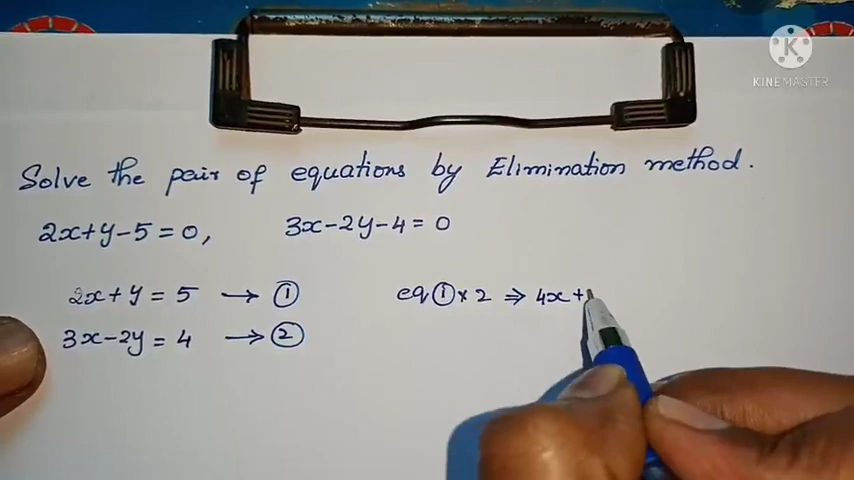 K
KINEMASTER
Solve the pair of equations by Elimination method.
2x+y-5=0, 3x-2y-4=0
2x+y=5 → ① eq①×2 ⇒ 4x+
3x-2y=4 → ②